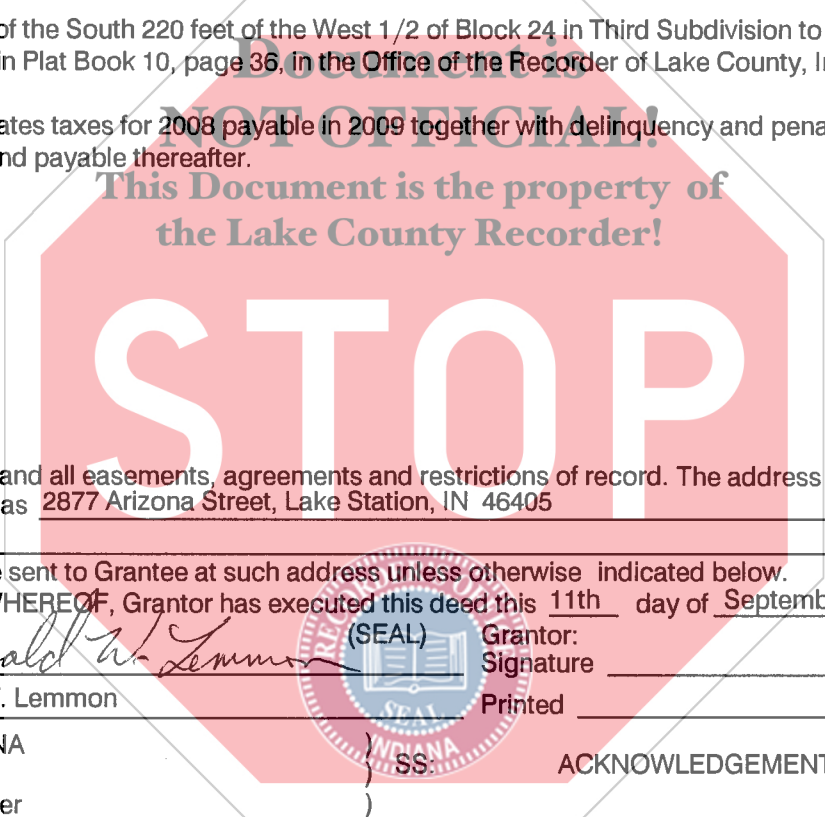 of the South 220 feet of the West 1/2 of Block 24 in Third Subdivision to
in Plat Book 10, page 36, in the Office of the Recorder of Lake County, I
Document is
NOT OFFICIAL!
ates taxes for 2008 payable in 2009 together with delinquency and pena
nd payable thereafter.
This Document is the property of
the Lake County Recorder!
STOP
and all easements, agreements and restrictions of record. The address
as 2877 Arizona Street, Lake Station, IN 46405
sent to Grantee at such address unless otherwise indicated below.
HEREOF, Grantor has executed this deed this 11th day of Septemb
(SEAL) Grantor:
ald W. Lemmon Signature
. Lemmon Printed
RECORDER'S OFFICE
SEAL
INDIANA
NA ) SS: ACKNOWLEDGEMENT
)
er )